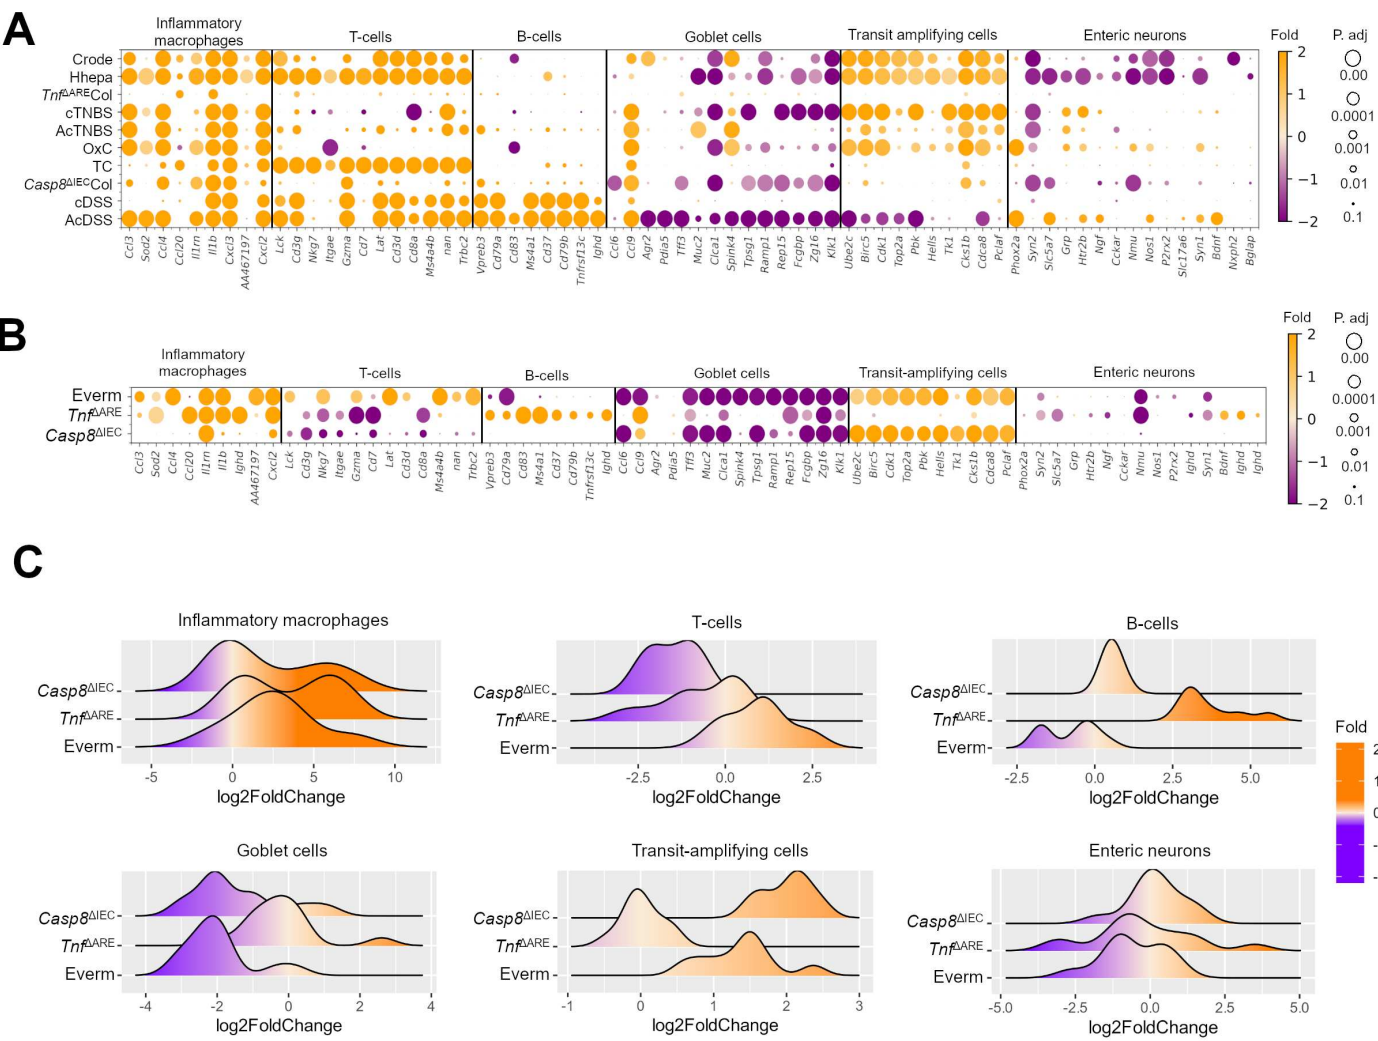 A
Inflammatory
macrophages
T-cells
B-cells
Goblet cells
Transit amplifying cells
Enteric neurons
Fold
P. adj
Crode
Hhepa
TnfΔARECol
cTNBS
AcTNBS
OxC
TC
Casp8ΔIECCol
cDSS
AcDSS
2
1
0
−1
−2
0.00
0.0001
0.001
0.01
0.1
Ccl3 Sod2 Ccl4 Ccl20 Il1rn Il1b Cxcl3 AA467197 Cxcl2 Lck Cd3g Nkg7 Itgae Gzma Cd7 Lat Cd3d Cd8a Ms4a4b nan Trbc2 Vpreb3 Cd79a Cd83 Ms4a1 Cd37 Cd79b Tnfrsf13c Ighd Ccl6 Ccl9 Agr2 Pdia5 Tff3 Muc2 Clca1 Spink4 Tpsg1 Ramp1 Rep15 Fcgbp Zg16 Klk1 Ube2c Birc5 Cdk1 Top2a Pbk Hells Tk1 Cks1b Cdca8 Pclaf Phox2a Syn2 Slc5a7 Grp Htr2b Ngf Cckar Nmu Nos1 P2rx2 Slc17a6 Syn1 Bdnf Nxph2 Bglap
B
Inflammatory
macrophages
T-cells
B-cells
Goblet cells
Transit-amplifying cells
Enteric neurons
Fold
P. adj
Everm
TnfΔARE
Casp8ΔIEC
2
1
0
−1
−2
0.00
0.0001
0.001
0.01
0.1
Ccl3 Sod2 Ccl4 Ccl20 Il1rn Il1b Ighd AA467197 Cxcl2 Lck Cd3g Nkg7 Itgae Gzma Cd7 Lat Cd3d Cd8a Ms4a4b nan Trbc2 Vpreb3 Cd79a Cd83 Ms4a1 Cd37 Cd79b Tnfrsf13c Ighd Ccl6 Ccl9 Agr2 Pdia5 Tff3 Muc2 Clca1 Spink4 Tpsg1 Ramp1 Rep15 Fcgbp Zg16 Klk1 Ube2c Birc5 Cdk1 Top2a Pbk Hells Tk1 Cks1b Cdca8 Pclaf Phox2a Syn2 Slc5a7 Grp Htr2b Ngf Cckar Nmu Nos1 P2rx2 Ighd Syn1 Bdnf Ighd Ighd
C
Inflammatory macrophages
Casp8ΔIEC
TnfΔARE
Everm
-5 0 5 10
log2FoldChange
T-cells
Casp8ΔIEC
TnfΔARE
Everm
-2.5 0.0 2.5
log2FoldChange
B-cells
Casp8ΔIEC
TnfΔARE
Everm
-2.5 0.0 2.5 5.0
log2FoldChange
Fold
2
1
0
-
-
Goblet cells
Casp8ΔIEC
TnfΔARE
Everm
-4 -2 0 2 4
log2FoldChange
Transit-amplifying cells
Casp8ΔIEC
TnfΔARE
Everm
-1 0 1 2 3
log2FoldChange
Enteric neurons
Casp8ΔIEC
TnfΔARE
Everm
-5.0 -2.5 0.0 2.5 5.0
log2FoldChange